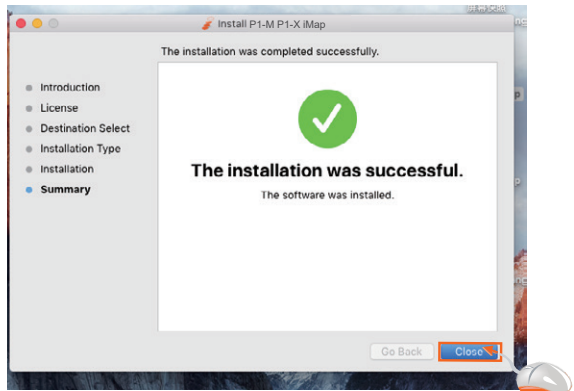 Install P1-M P1-X iMap
The installation was completed successfully.
Introduction
License
Destination Select
Installation Type
Installation
Summary
The installation was successful.
The software was installed.
Go Back
Close